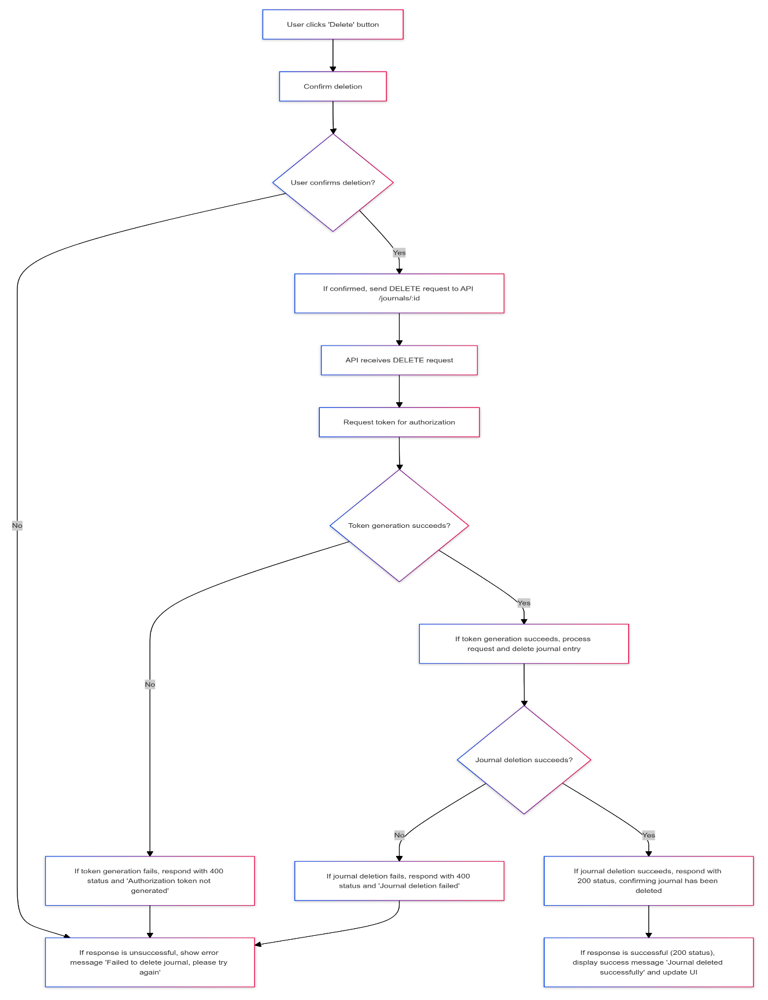 User clicks 'Delete' button
Confirm deletion
User confirms deletion?
Yes
If confirmed, send DELETE request to API
/journals/:id
API receives DELETE request
Request token for authorization
No
Token generation succeeds?
Yes
If token generation succeeds, process
request and delete journal entry
No
Journal deletion succeeds?
No
Yes
If token generation fails, respond with 400
status and 'Authorization token not
generated'
If journal deletion fails, respond with 400
status and 'Journal deletion failed'
If journal deletion succeeds, respond with
200 status, confirming journal has been
deleted
If response is unsuccessful, show error
message 'Failed to delete journal, please try
again'
If response is successful (200 status),
display success message 'Journal deleted
successfully' and update UI